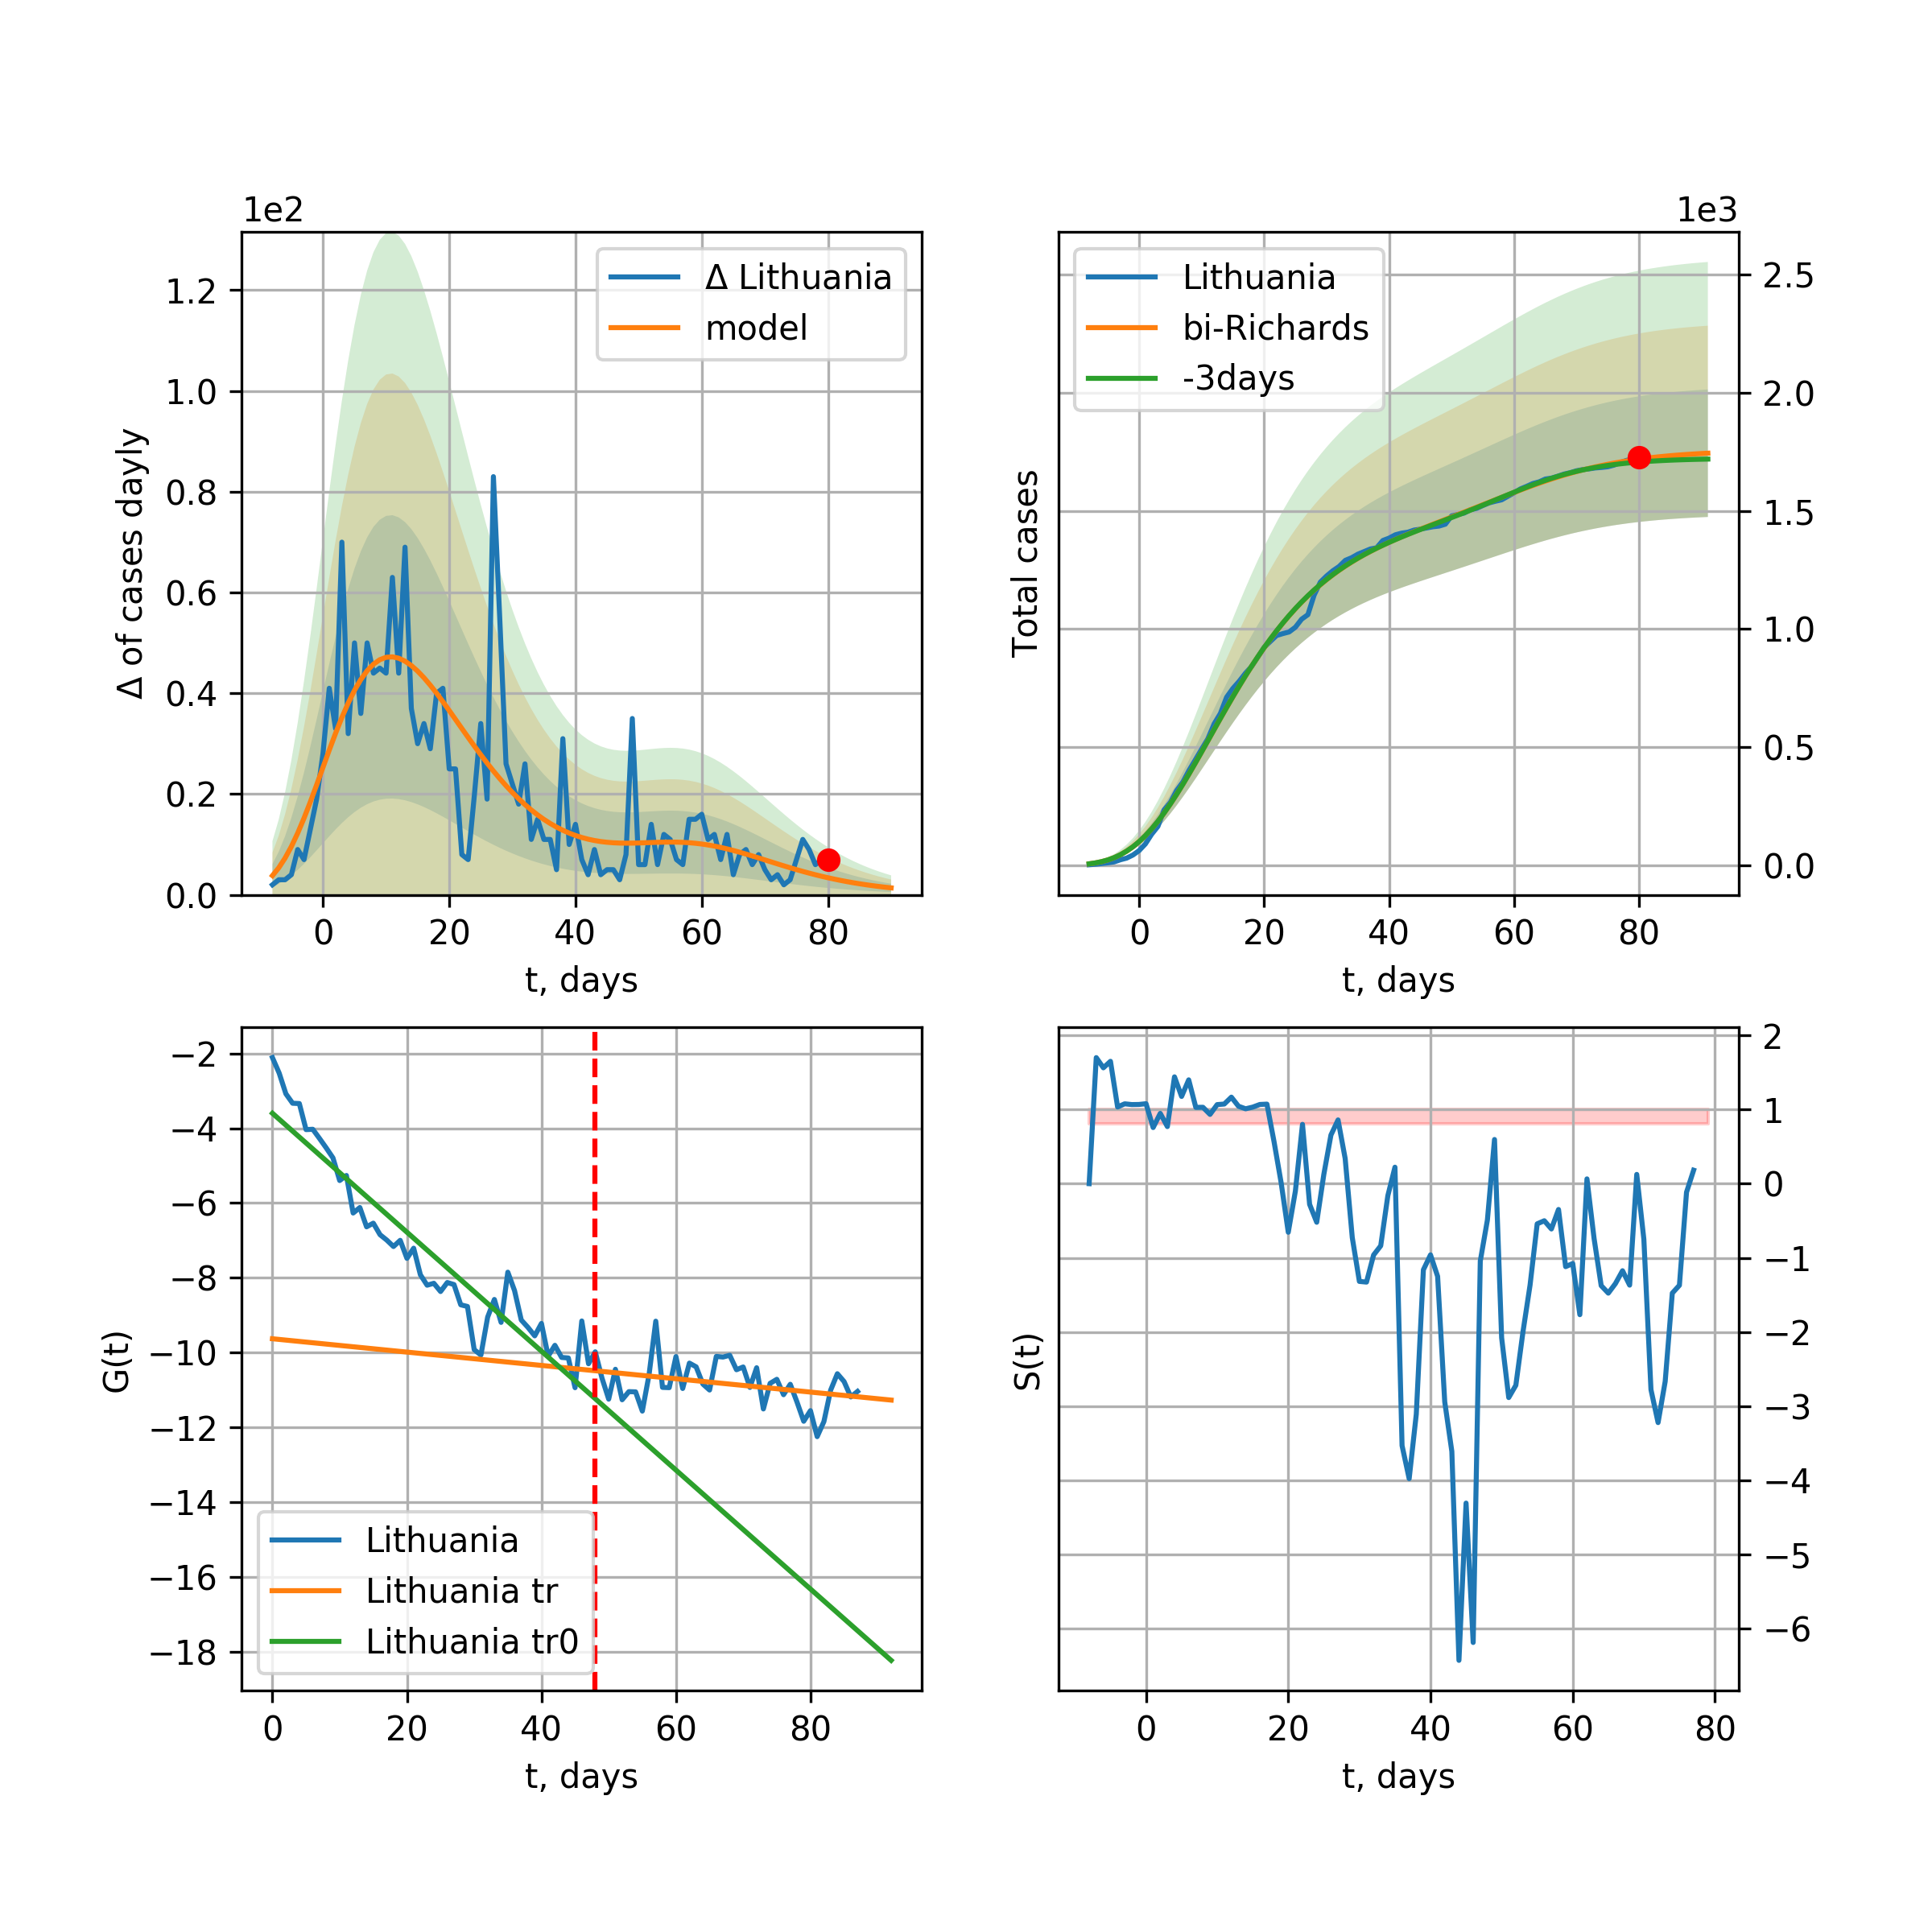 1e2
Δ of cases dayly
1.2
1.0
0.8
0.6
0.4
0.2
0.0
Δ Lithuania
model
0 20 40 60 80
t, days
1e3
Total cases
Lithuania
bi-Richards
-3days
2.5
2.0
1.5
1.0
0.5
0.0
0 20 40 60 80
t, days
G(t)
−2
−4
−6
−8
−10
−12
−14
−16
−18
Lithuania
Lithuania tr
Lithuania tr0
0 20 40 60 80
t, days
S(t)
2
1
0
−1
−2
−3
−4
−5
−6
0 20 40 60 80
t, days